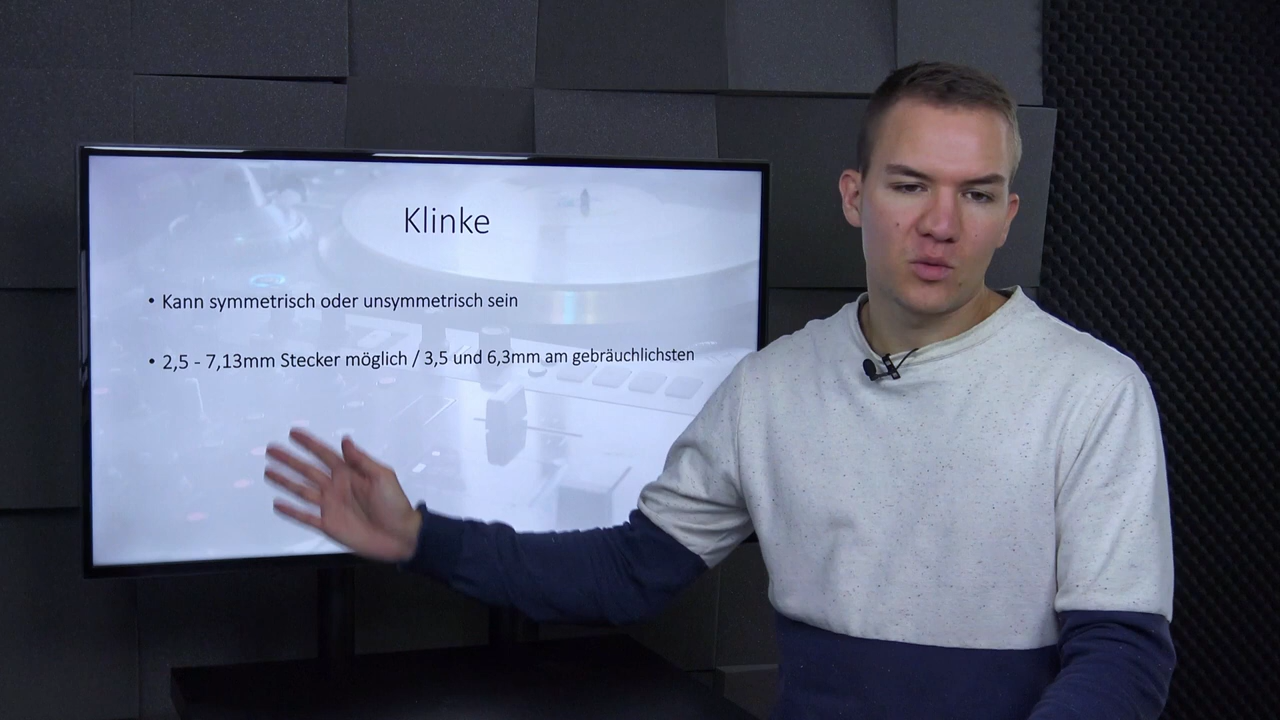 Klinke
• Kann symmetrisch oder unsymmetrisch sein
• 2,5 - 7,13mm Stecker möglich / 3,5 und 6,3mm am gebräuchlichsten